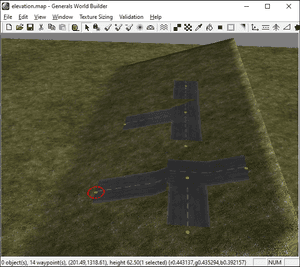 elevation.map - Generals World Builder
File Edit View Window Texture Sizing Validation Help
0 object(s), 14 waypoint(s), (201.49,1318.61), height 62.50(1 selected) (r0.443137,g0.435294,b0.392157) NUM